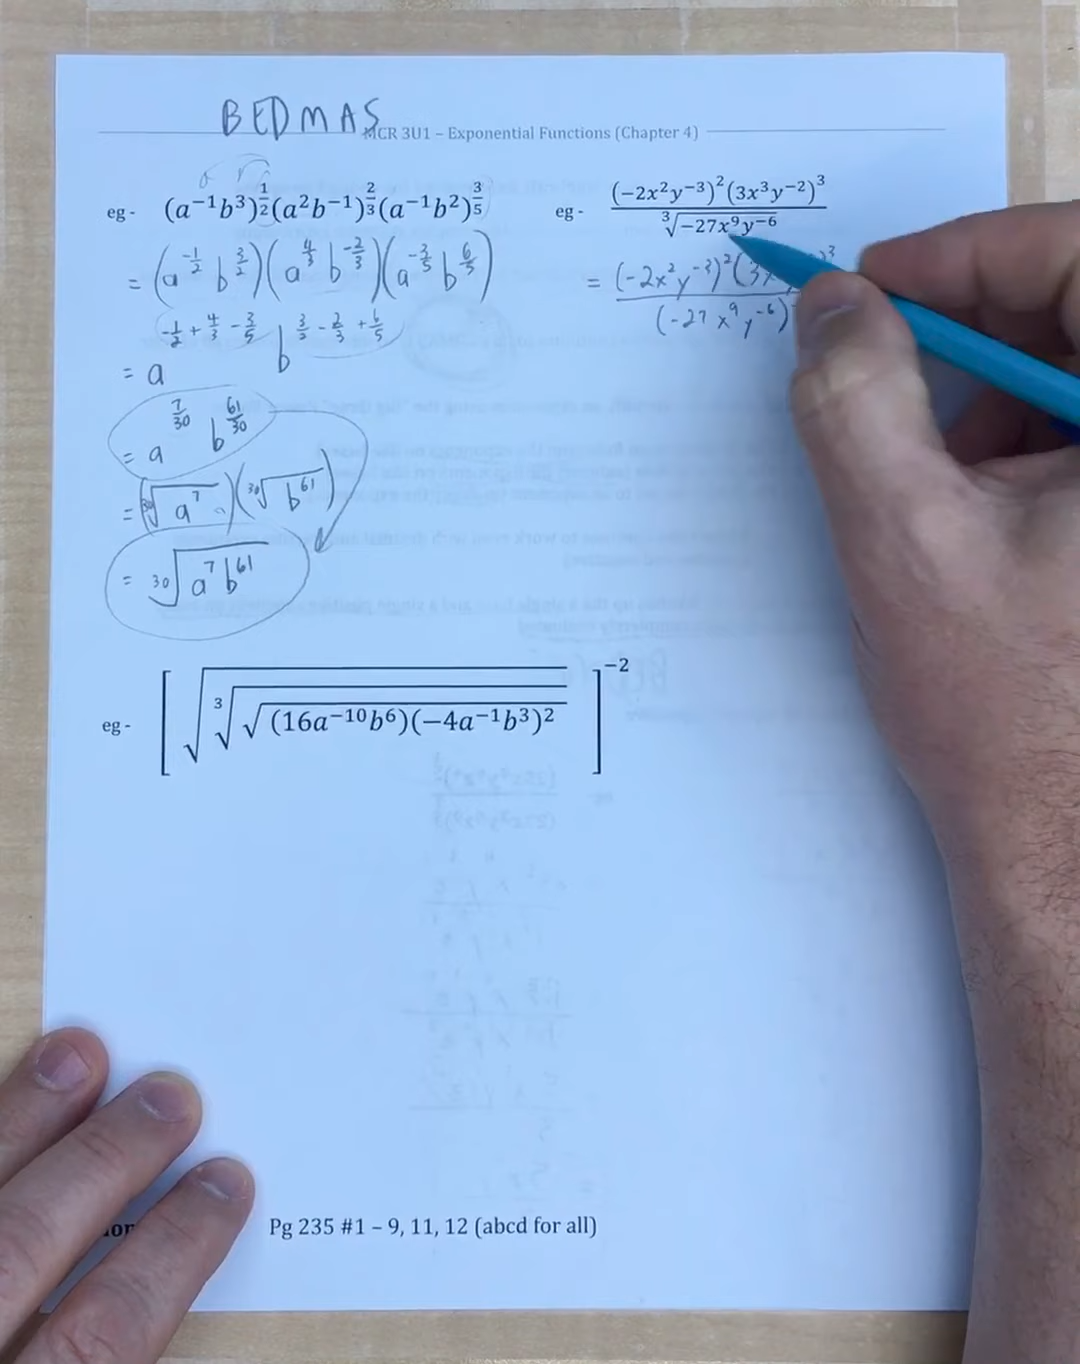 BEDMAS
MCR 3U1 – Exponential Functions (Chapter 4)
eg - (a⁻¹b³)^(1/2)(a²b⁻¹)^(2/3)(a⁻¹b²)^(3/5)
= (a^(-1/2) b^(3/2))(a^(4/3) b^(-2/3))(a^(-3/5) b^(6/5))
= a^(-1/2 + 4/3 - 3/5) b^(3/2 - 2/3 + 6/5)
= a^(7/30) b^(61/30)
= (³⁰√a⁷)(³⁰√b⁶¹)
= ³⁰√(a⁷b⁶¹)
eg - (−2x²y⁻³)²(3x³y⁻²)³
³√(−27x⁹y⁻⁶)
= (-2x²y⁻³)²(3x
(-27x⁹y⁻⁶)
eg - [√(³√(√((16a⁻¹⁰b⁶)(−4a⁻¹b³)²)))]⁻²
Pg 235 #1 – 9, 11, 12 (abcd for all)